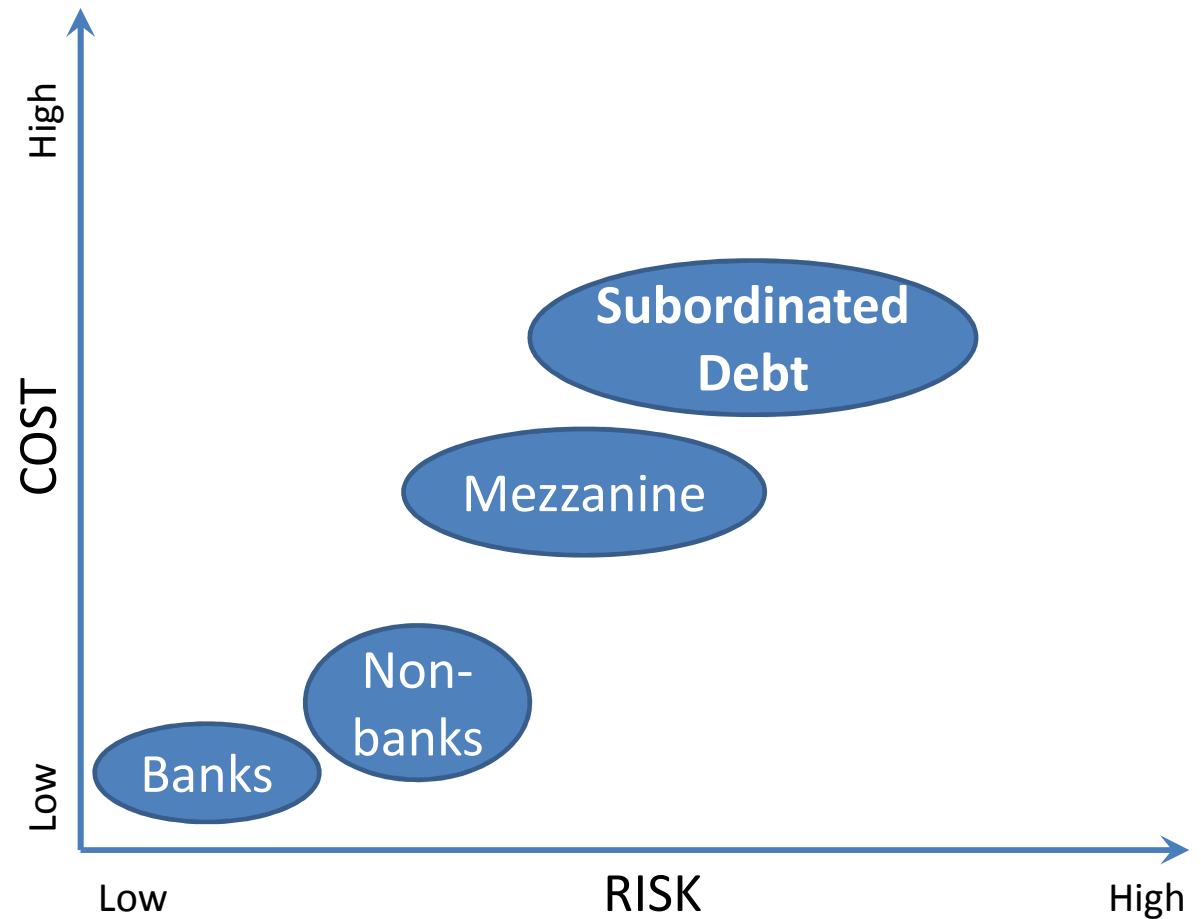 High
Subordinated
Debt
COST
Mezzanine
Non-
banks
Banks
Low
Low
RISK
High